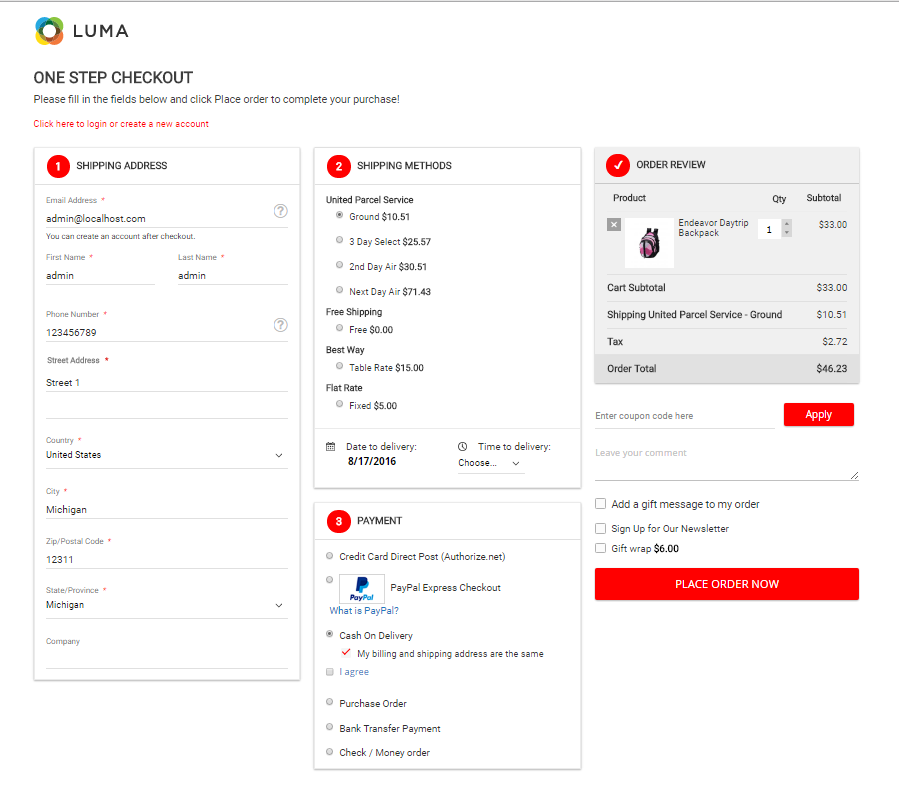 LUMA
ONE STEP CHECKOUT
Please fill in the fields below and click Place order to complete your purchase!
Click here to login or create a new account
1 SHIPPING ADDRESS
Email Address *
admin@localhost.com
?
You can create an account after checkout.
First Name * Last Name *
admin admin
Phone Number *
123456789
?
Street Address *
Street 1
Country *
United States
City *
Michigan
Zip/Postal Code *
12311
State/Province *
Michigan
Company
2 SHIPPING METHODS
United Parcel Service
Ground $10.51
3 Day Select $25.57
2nd Day Air $30.51
Next Day Air $71.43
Free Shipping
Free $0.00
Best Way
Table Rate $15.00
Flat Rate
Fixed $5.00
Date to delivery: Time to delivery:
8/17/2016 Choose...
3 PAYMENT
Credit Card Direct Post (Authorize.net)
PayPal PayPal Express Checkout
What is PayPal?
Cash On Delivery
My billing and shipping address are the same
I agree
Purchase Order
Bank Transfer Payment
Check / Money order
ORDER REVIEW
Product Qty Subtotal
Endeavor Daytrip Backpack 1 $33.00
Cart Subtotal $33.00
Shipping United Parcel Service - Ground $10.51
Tax $2.72
Order Total $46.23
Enter coupon code here Apply
Leave your comment
Add a gift message to my order
Sign Up for Our Newsletter
Gift wrap $6.00
PLACE ORDER NOW